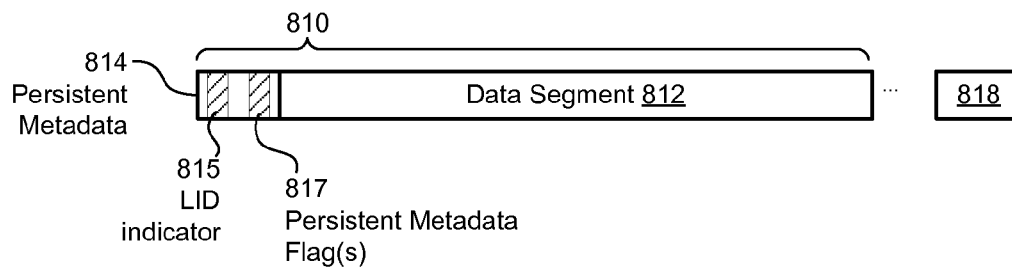 810
814
Persistent
Metadata
Data Segment 812
...
818
815
LID
indicator
817
Persistent Metadata
Flag(s)